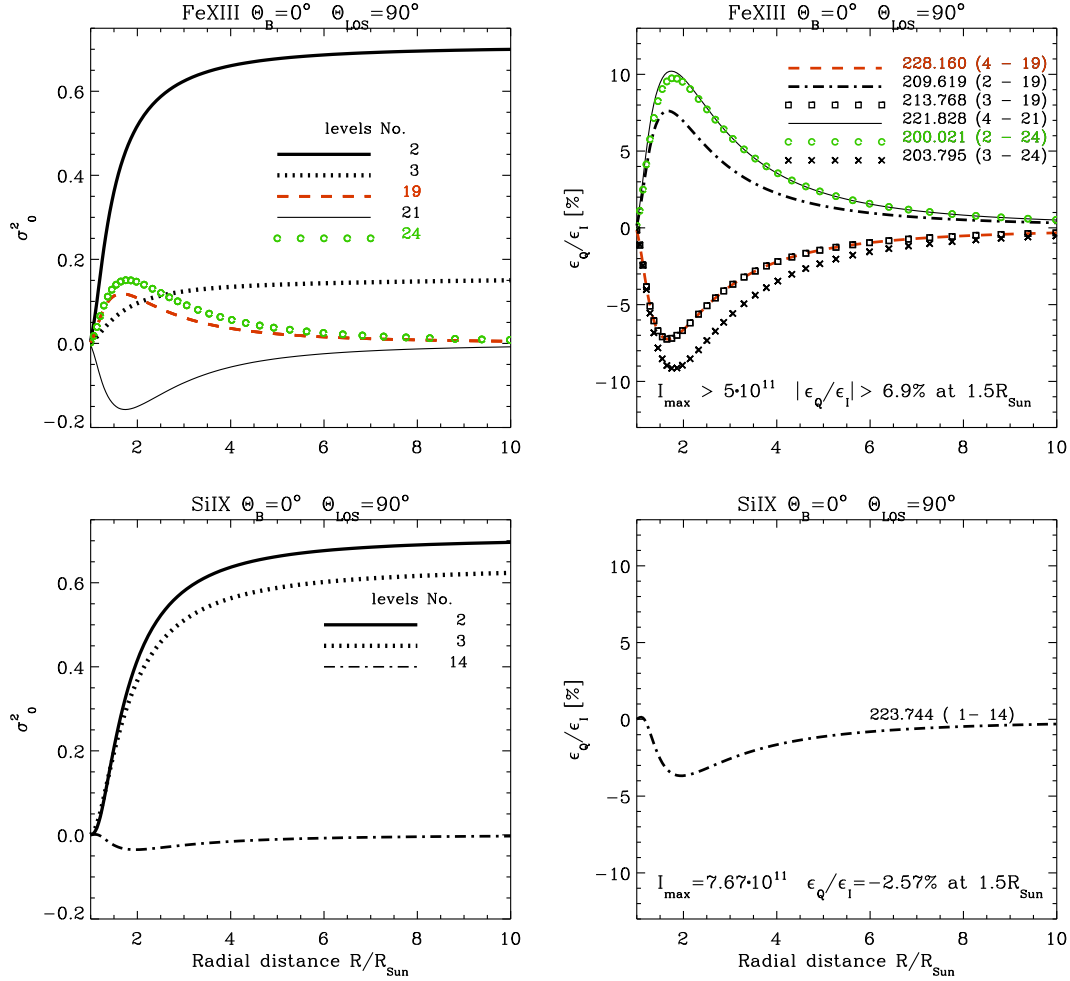 FeXIII Θ_B=0° Θ_LOS=90°
0.6
0.4
0.2
0.0
−0.2
σ²₀
levels No.
2
3
19
21
24
2 4 6 8 10
FeXIII Θ_B=0° Θ_LOS=90°
10
5
0
−5
−10
ϵ_Q/ϵ_I [%]
228.160 (4 − 19)
209.619 (2 − 19)
213.768 (3 − 19)
221.828 (4 − 21)
200.021 (2 − 24)
203.795 (3 − 24)
I_max > 5•10¹¹ |ϵ_Q/ϵ_I| > 6.9% at 1.5R_Sun
2 4 6 8 10
SiIX Θ_B=0° Θ_LOS=90°
0.6
0.4
0.2
0.0
−0.2
σ²₀
levels No.
2
3
14
2 4 6 8 10
Radial distance R/R_Sun
SiIX Θ_B=0° Θ_LOS=90°
10
5
0
−5
−10
ϵ_Q/ϵ_I [%]
223.744 ( 1− 14)
I_max=7.67•10¹¹ ϵ_Q/ϵ_I=−2.57% at 1.5R_Sun
2 4 6 8 10
Radial distance R/R_Sun